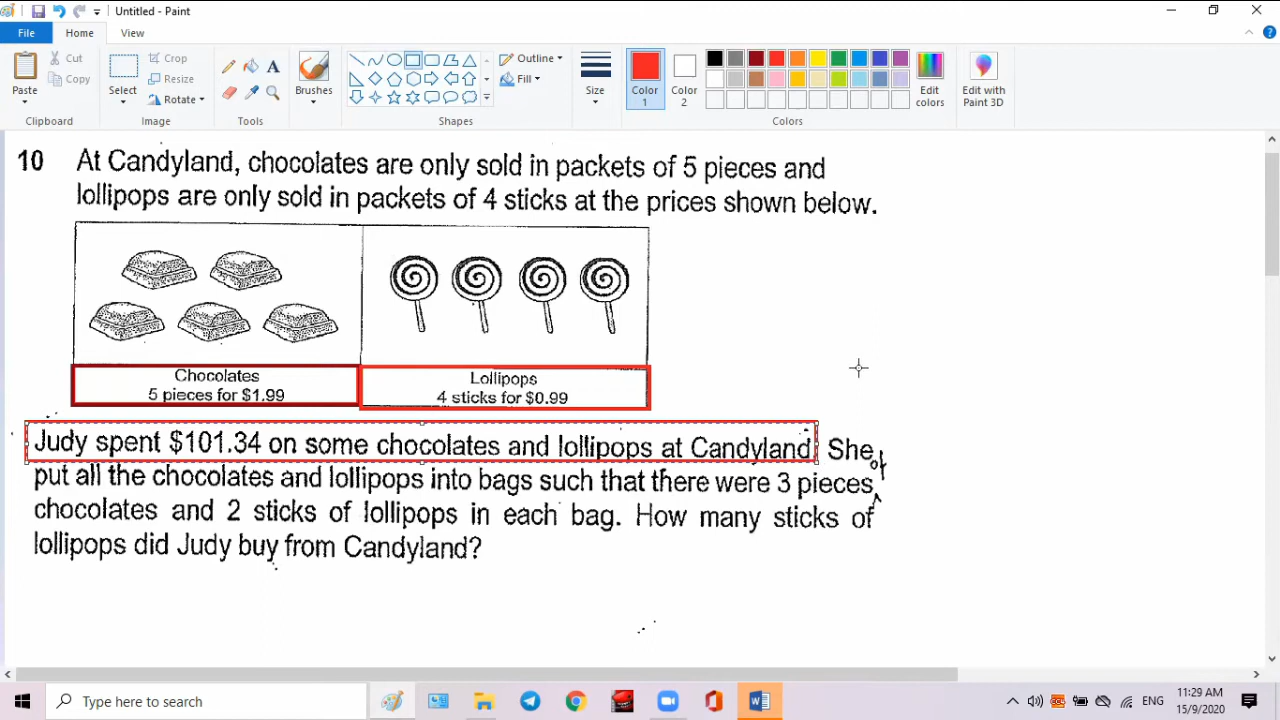 Untitled - Paint
File
Home
View
Paste
Cut
Copy
Clipboard
Select
Crop
Resize
Rotate
Image
A
Tools
Brushes
Outline
Fill
Shapes
Size
Color
1
Color
2
Colors
Edit
colors
Edit with
Paint 3D
10 At Candyland, chocolates are only sold in packets of 5 pieces and
lollipops are only sold in packets of 4 sticks at the prices shown below.
Chocolates
5 pieces for $1.99
Lollipops
4 sticks for $0.99
Judy spent $101.34 on some chocolates and lollipops at Candyland. She
put all the chocolates and lollipops into bags such that there were 3 pieces
of
^
chocolates and 2 sticks of lollipops in each bag. How many sticks of
lollipops did Judy buy from Candyland?
Type here to search
ENG
11:29 AM
15/9/2020